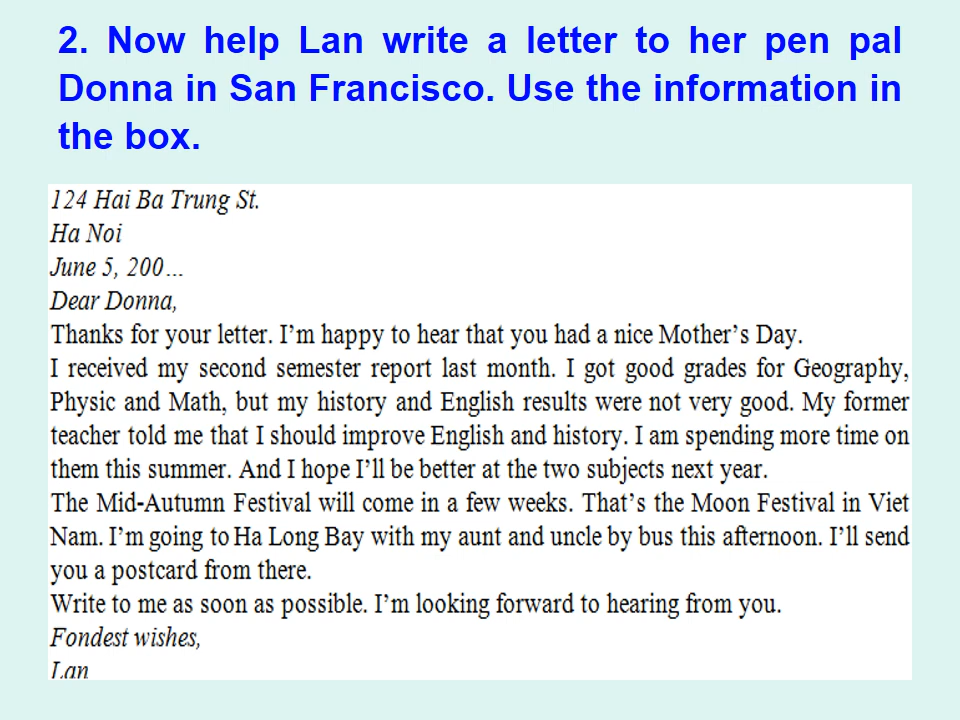 2. Now help Lan write a letter to her pen pal
Donna in San Francisco. Use the information in
the box.
124 Hai Ba Trung St.
Ha Noi
June 5, 200…
Dear Donna,
Thanks for your letter. I’m happy to hear that you had a nice Mother’s Day.
I received my second semester report last month. I got good grades for Geography,
Physic and Math, but my history and English results were not very good. My former
teacher told me that I should improve English and history. I am spending more time on
them this summer. And I hope I’ll be better at the two subjects next year.
The Mid-Autumn Festival will come in a few weeks. That’s the Moon Festival in Viet
Nam. I’m going to Ha Long Bay with my aunt and uncle by bus this afternoon. I’ll send
you a postcard from there.
Write to me as soon as possible. I’m looking forward to hearing from you.
Fondest wishes,
Lan